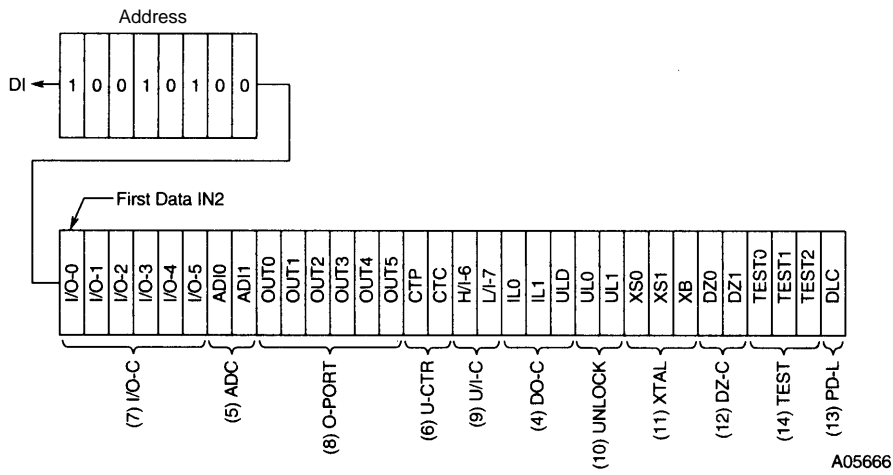 Address
DI
1 0 0 1 0 1 0 0
First Data IN2
I/O-0 I/O-1 I/O-2 I/O-3 I/O-4 I/O-5 ADI0 ADI1 OUT0 OUT1 OUT2 OUT3 OUT4 OUT5 CTP CTC H/I-6 L/I-7 IL0 IL1 ULD UL0 UL1 XS0 XS1 XB DZ0 DZ1 TEST0 TEST1 TEST2 DLC
(7) I/O-C
(5) ADC
(8) O-PORT
(6) U-CTR
(9) U/I-C
(4) DO-C
(10) UNLOCK
(11) XTAL
(12) DZ-C
(14) TEST
(13) PD-L
A05666